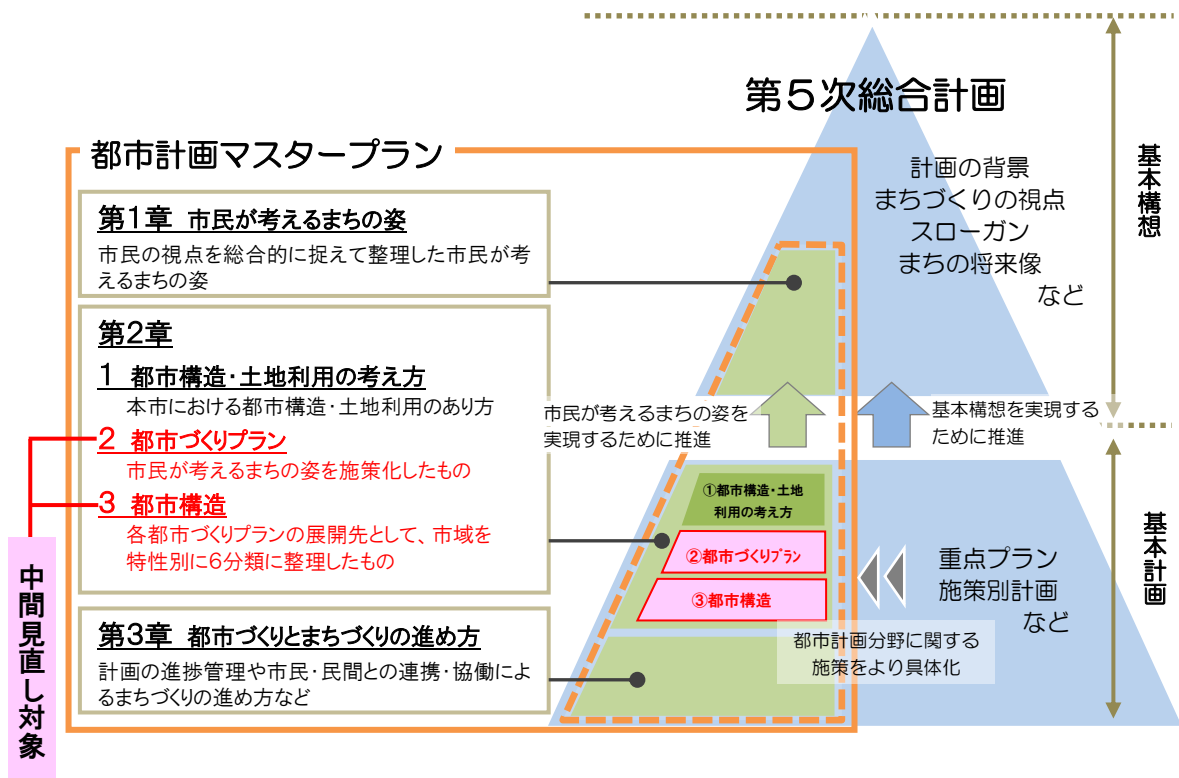 第5次総合計画
計画の背景
まちづくりの視点
スローガン
まちの将来像
など
基本構想
都市計画マスタープラン
第1章 市民が考えるまちの姿
市民の視点を総合的に捉えて整理した市民が考
えるまちの姿
第2章
1 都市構造・土地利用の考え方
本市における都市構造・土地利用のあり方
2 都市づくりプラン
市民が考えるまちの姿を施策化したもの
3 都市構造
各都市づくりプランの展開先として、市域を
特性別に6分類に整理したもの
第3章 都市づくりとまちづくりの進め方
計画の進捗管理や市民・民間との連携・協働によ
るまちづくりの進め方など
中間見直し対象
市民が考えるまちの姿を
実現するために推進
基本構想を実現する
ために推進
①都市構造・土地
利用の考え方
②都市づくりプラン
③都市構造
重点プラン
施策別計画
など
都市計画分野に関する
施策をより具体化
基本計画